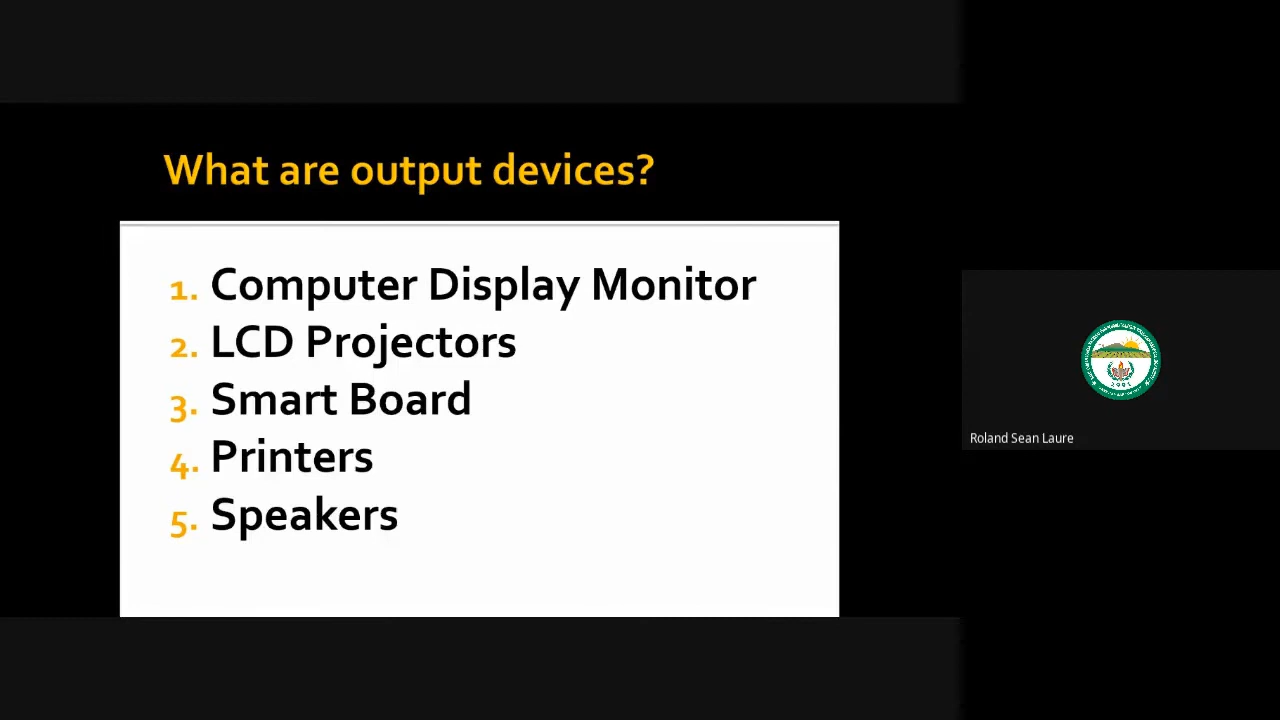 What are output devices?
1. Computer Display Monitor
2. LCD Projectors
3. Smart Board
4. Printers
5. Speakers
Roland Sean Laure